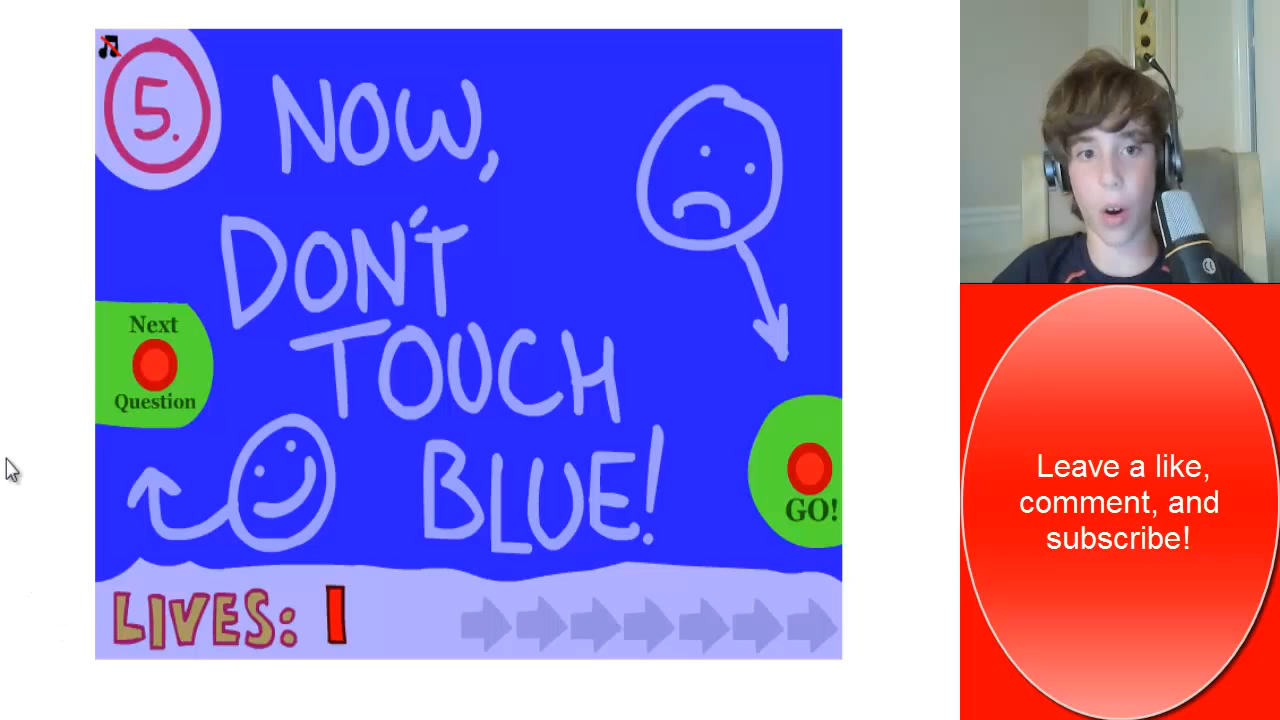 5.
NOW,
DON'T
TOUCH
BLUE!
Next
Question
GO!
LIVES: 1
Leave a like,
comment, and
subscribe!